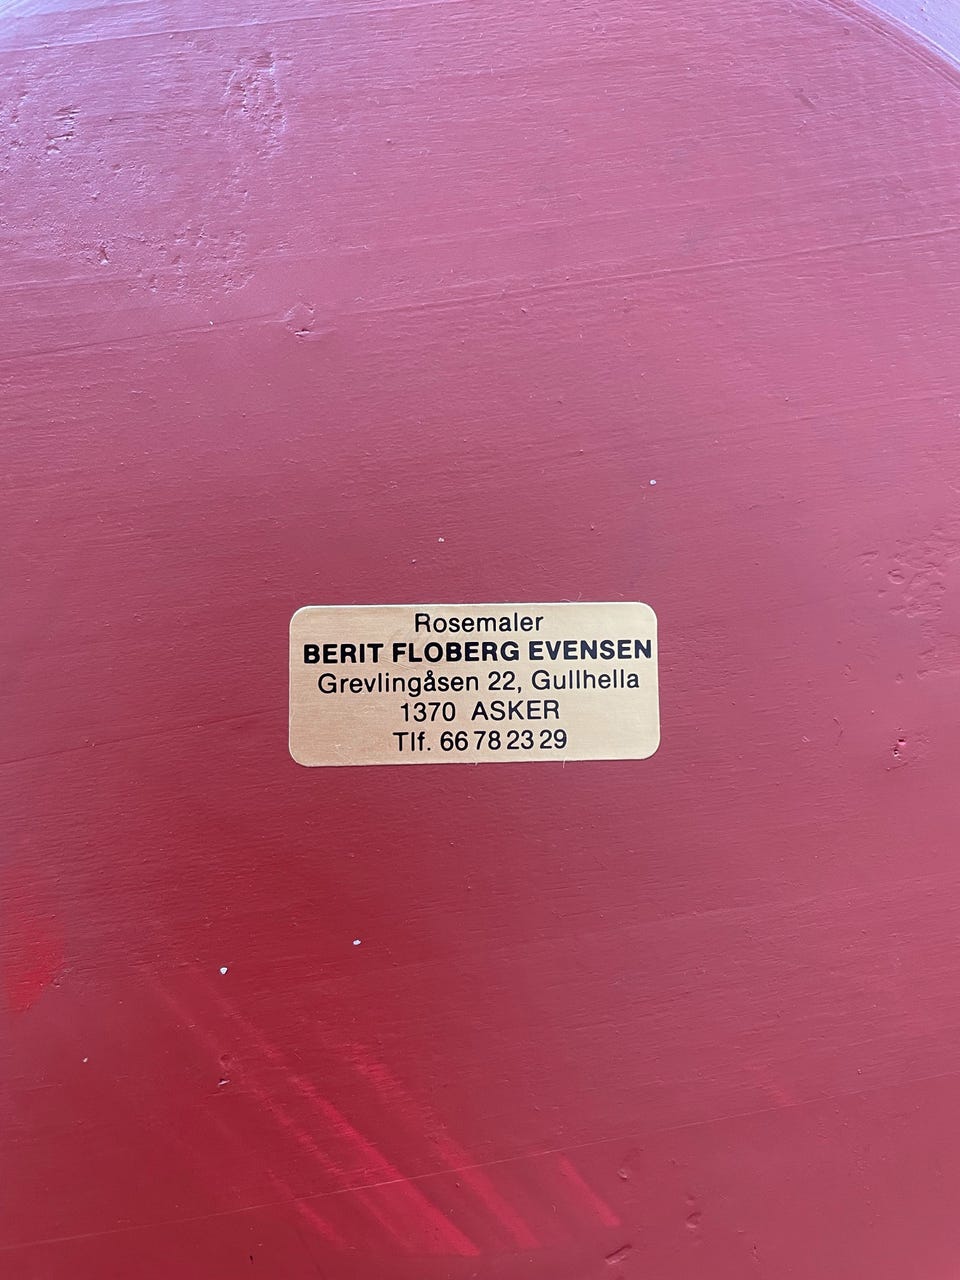 Rosemaler
BERIT FLOBERG EVENSEN
Grevlingåsen 22, Gullhella
1370 ASKER
Tlf. 66 78 23 29